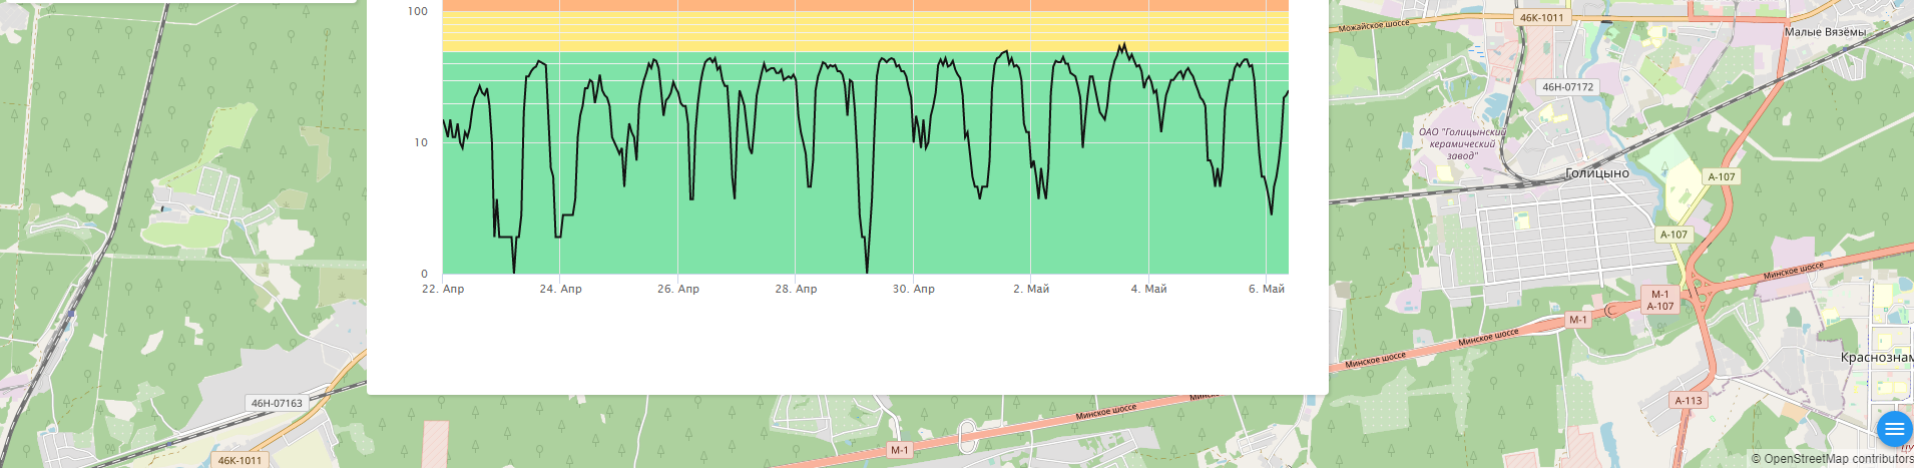 100
10
0
22. Апр
24. Апр
26. Апр
28. Апр
30. Апр
2. Май
4. Май
6. Май
Можайское шоссе
46К-1011
Малые Вязёмы
46Н-07172
ОАО "Голицынский
керамический
завод"
Голицыно
А-107
А-107
Минское шоссе
М-1
А-107
М-1
Минское шоссе
Минское шоссе
Краснознам
46Н-07163
А-113
Минское шоссе
Минское
М-1
46К-1011
© OpenStreetMap contributors